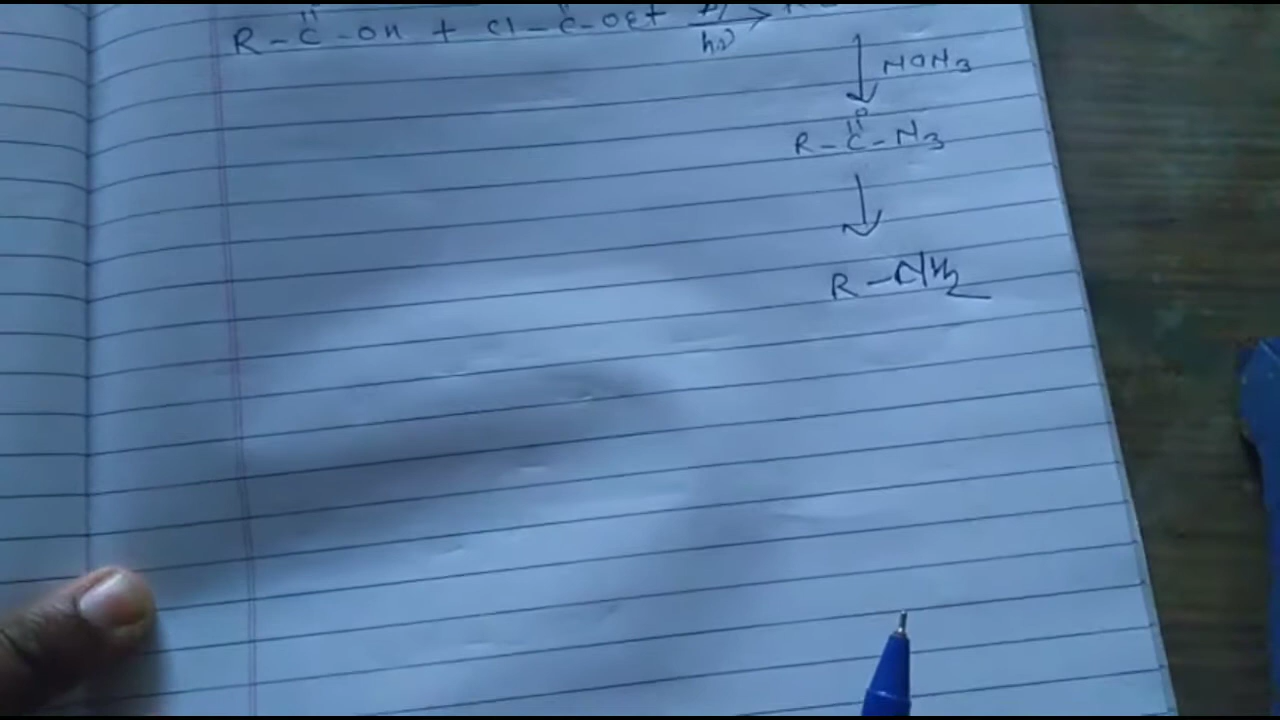 R-C-OH + Cl-C-OEt
hν
NaN3
O
R-C-N3
R-NH2